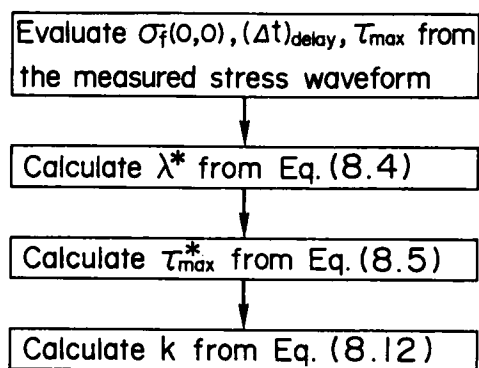 Evaluate σf(0,0), (Δt)delay, τmax from
the measured stress waveform
Calculate λ* from Eq. (8.4)
Calculate τ*max from Eq. (8.5)
Calculate k from Eq. (8.12)